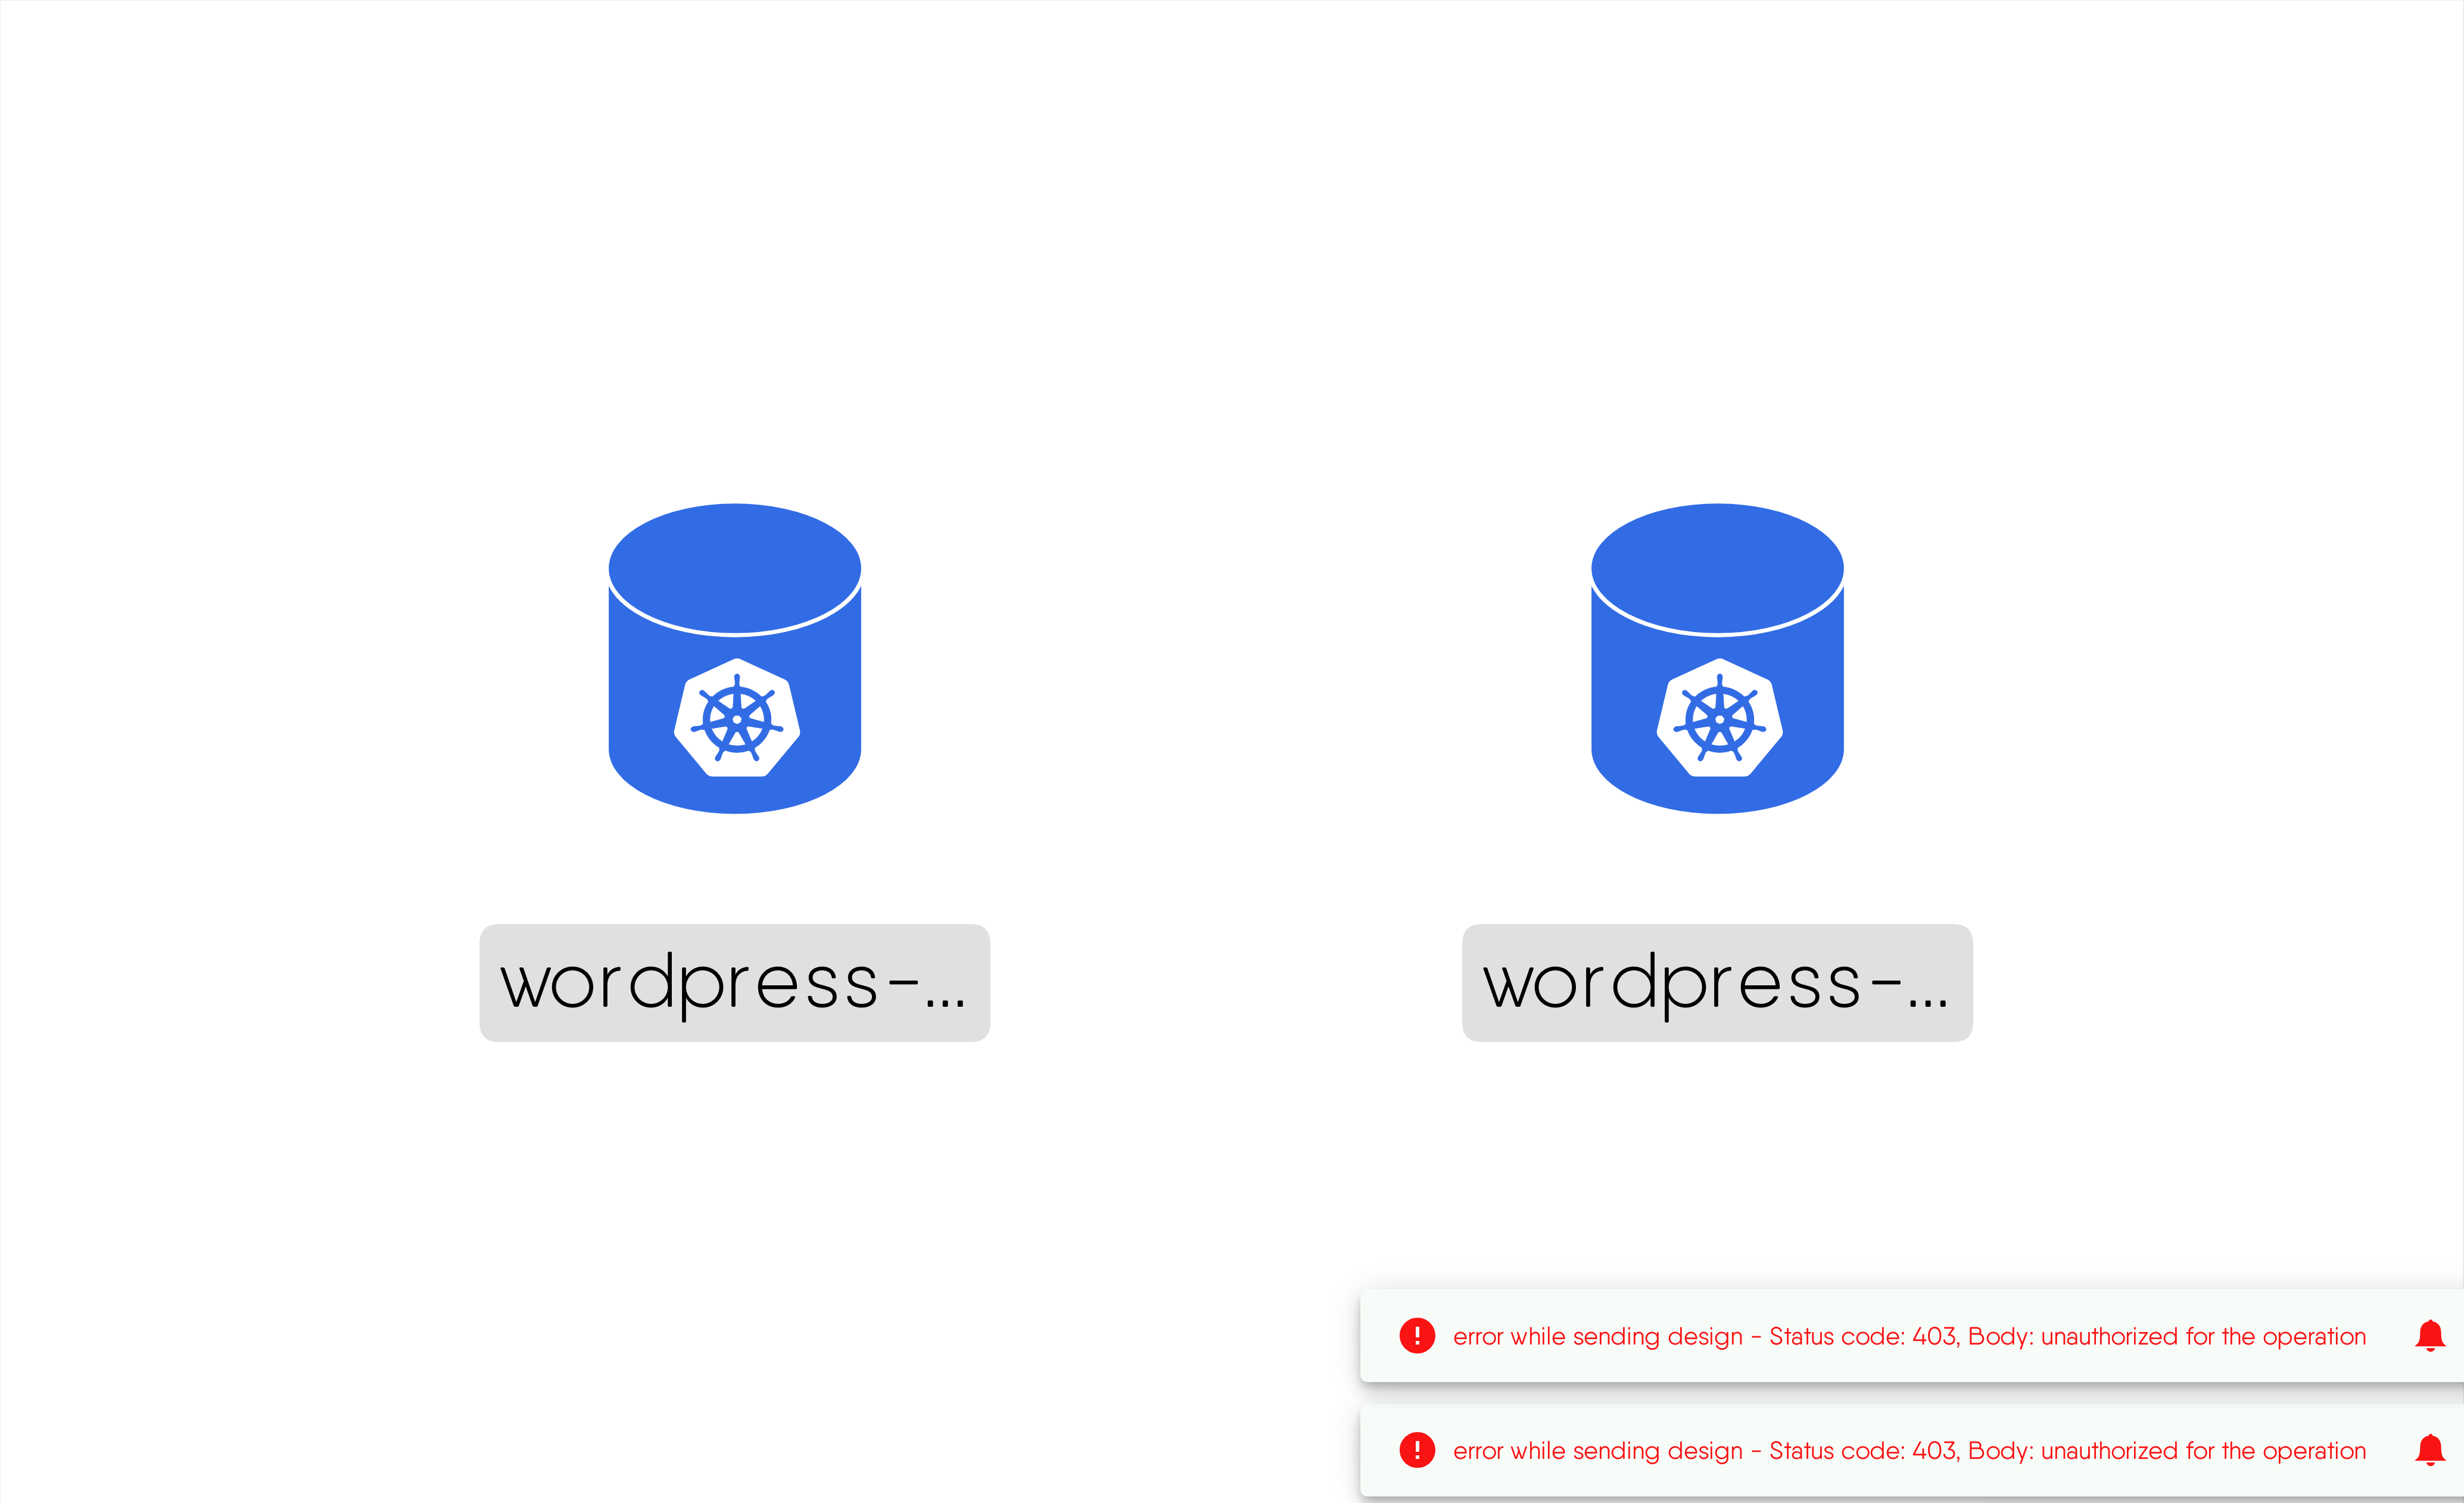 wordpress-...
wordpress-...
error while sending design - Status code: 403, Body: unauthorized for the operation
error while sending design - Status code: 403, Body: unauthorized for the operation